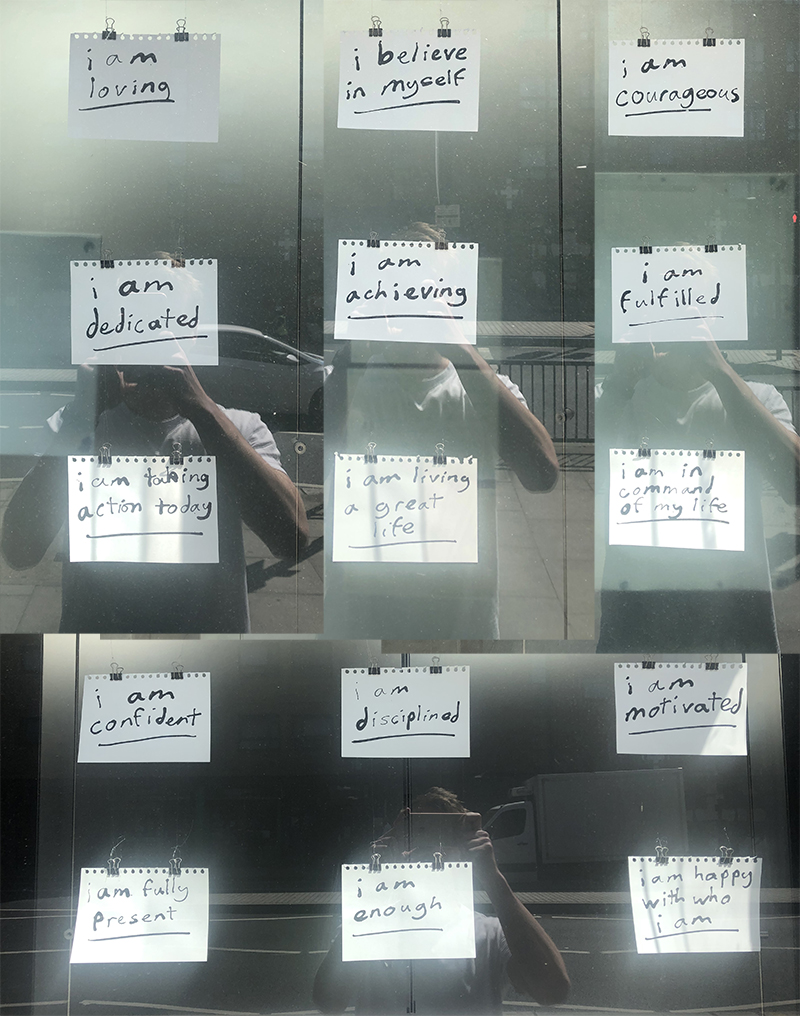 i am
loving
i believe
in myself
i am
courageous
i am
dedicated
i am
achieving
i am
fulfilled
i am taking
action today
i am living
a great
life
i am in
command
of my life
i am
confident
i am
disciplined
i am
motivated
i am fully
present
i am
enough
i am happy
with who
i am